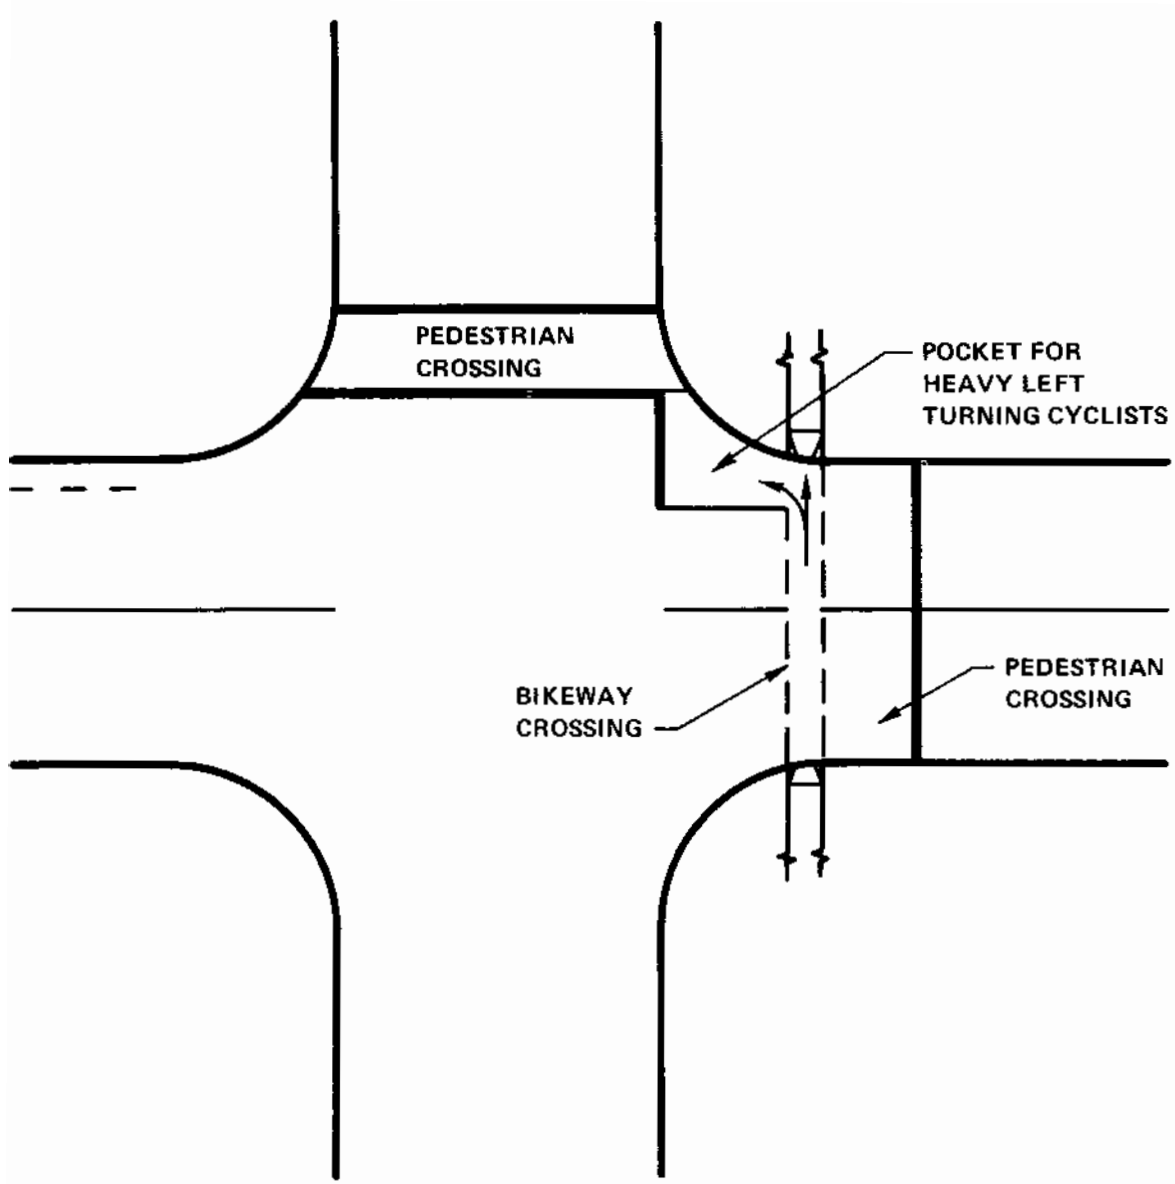 PEDESTRIAN
CROSSING
POCKET FOR
HEAVY LEFT
TURNING CYCLISTS
PEDESTRIAN
CROSSING
BIKEWAY
CROSSING